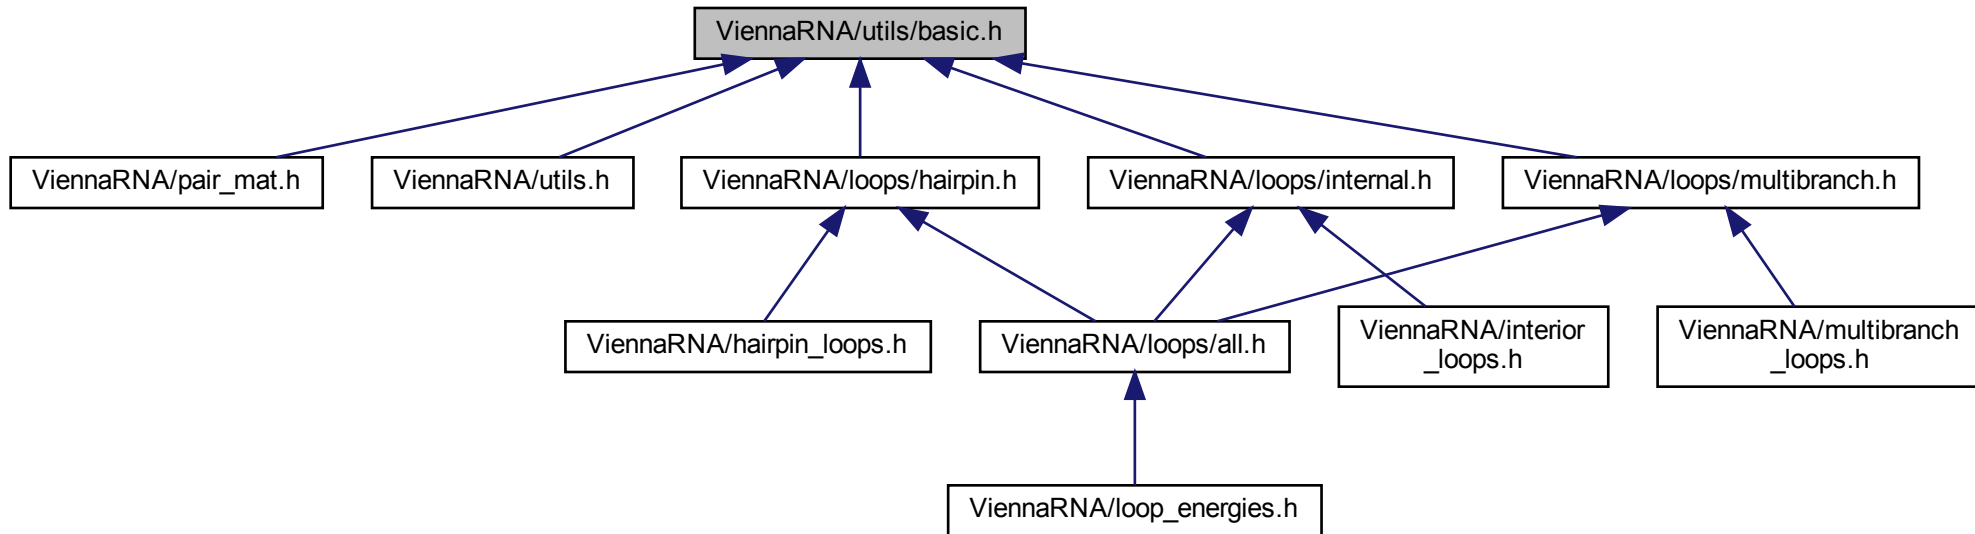 ViennaRNA/utils/basic.h
ViennaRNA/pair_mat.h
ViennaRNA/utils.h
ViennaRNA/loops/hairpin.h
ViennaRNA/loops/internal.h
ViennaRNA/loops/multibranch.h
ViennaRNA/hairpin_loops.h
ViennaRNA/loops/all.h
ViennaRNA/interior
_loops.h
ViennaRNA/multibranch
_loops.h
ViennaRNA/loop_energies.h